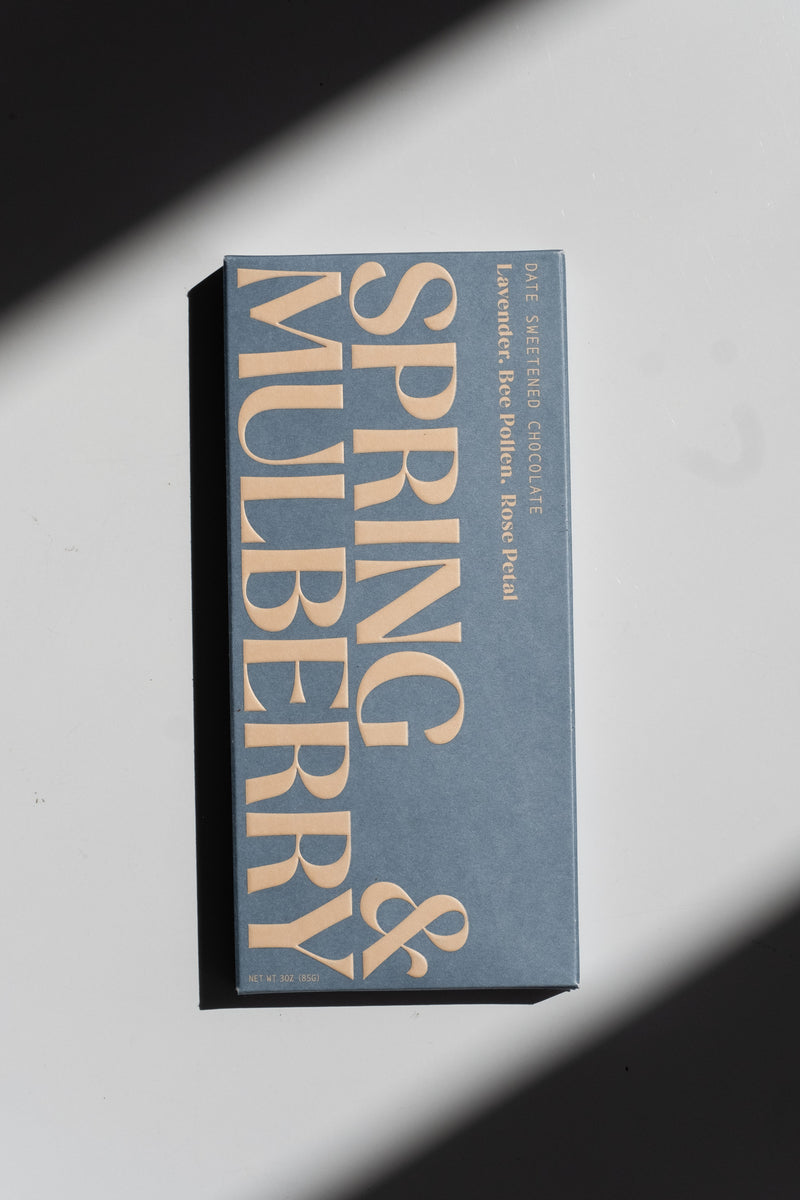 DATE SWEETENED CHOCOLATE
Lavender. Bee Pollen. Rose Petal
SPRING &
MULBERRY
NET WT 3OZ (85G)